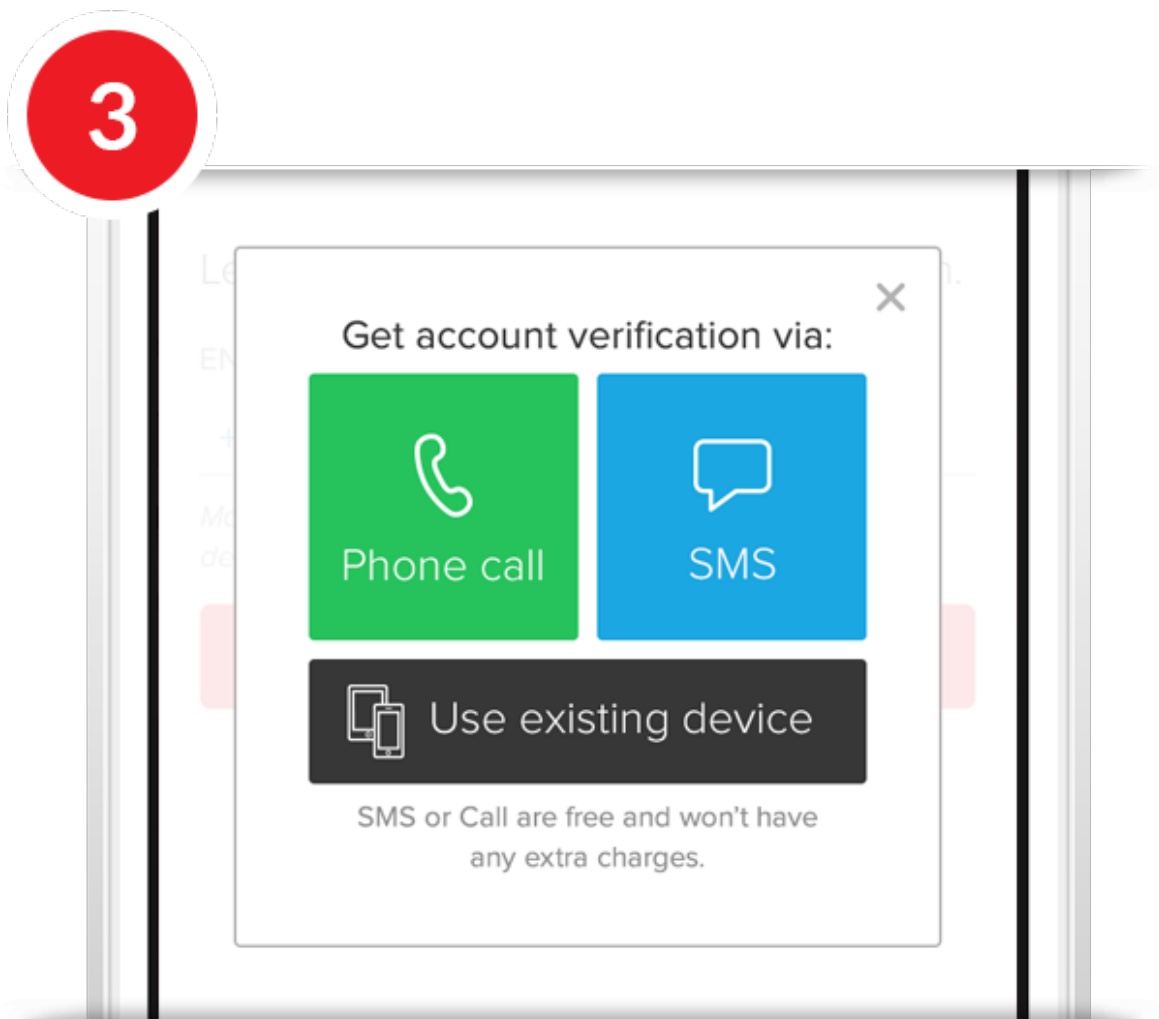 3
Get account verification via:
Phone call
SMS
Use existing device
SMS or Call are free and won't have
any extra charges.